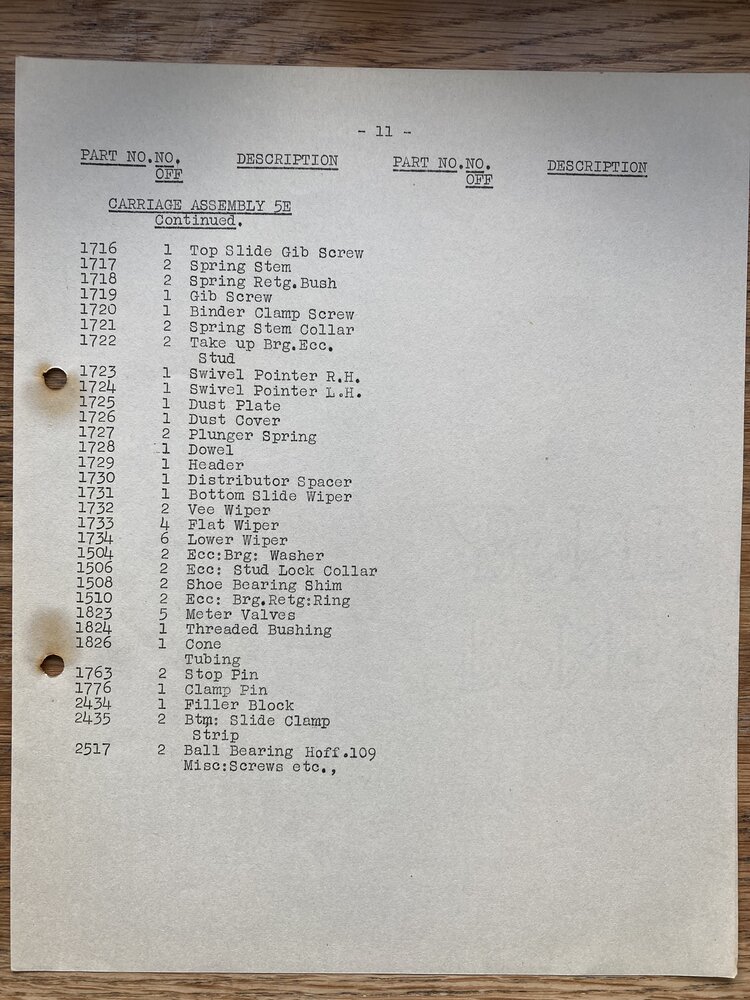 - 11 -
PART NO. NO. OFF DESCRIPTION PART NO. NO. OFF DESCRIPTION
CARRIAGE ASSEMBLY 5E
Continued.
1716 1 Top Slide Gib Screw
1717 2 Spring Stem
1718 2 Spring Retg.Bush
1719 1 Gib Screw
1720 1 Binder Clamp Screw
1721 2 Spring Stem Collar
1722 2 Take up Brg.Ecc.
Stud
1723 1 Swivel Pointer R.H.
1724 1 Swivel Pointer L.H.
1725 1 Dust Plate
1726 1 Dust Cover
1727 2 Plunger Spring
1728 1 Dowel
1729 1 Header
1730 1 Distributor Spacer
1731 1 Bottom Slide Wiper
1732 2 Vee Wiper
1733 4 Flat Wiper
1734 6 Lower Wiper
1504 2 Ecc:Brg: Washer
1506 2 Ecc: Stud Lock Collar
1508 2 Shoe Bearing Shim
1510 2 Ecc: Brg.Retg:Ring
1823 5 Meter Valves
1824 1 Threaded Bushing
1826 1 Cone
Tubing
1763 2 Stop Pin
1776 1 Clamp Pin
2434 1 Filler Block
2435 2 Btm: Slide Clamp
Strip
2517 2 Ball Bearing Hoff.109
Misc:Screws etc.,